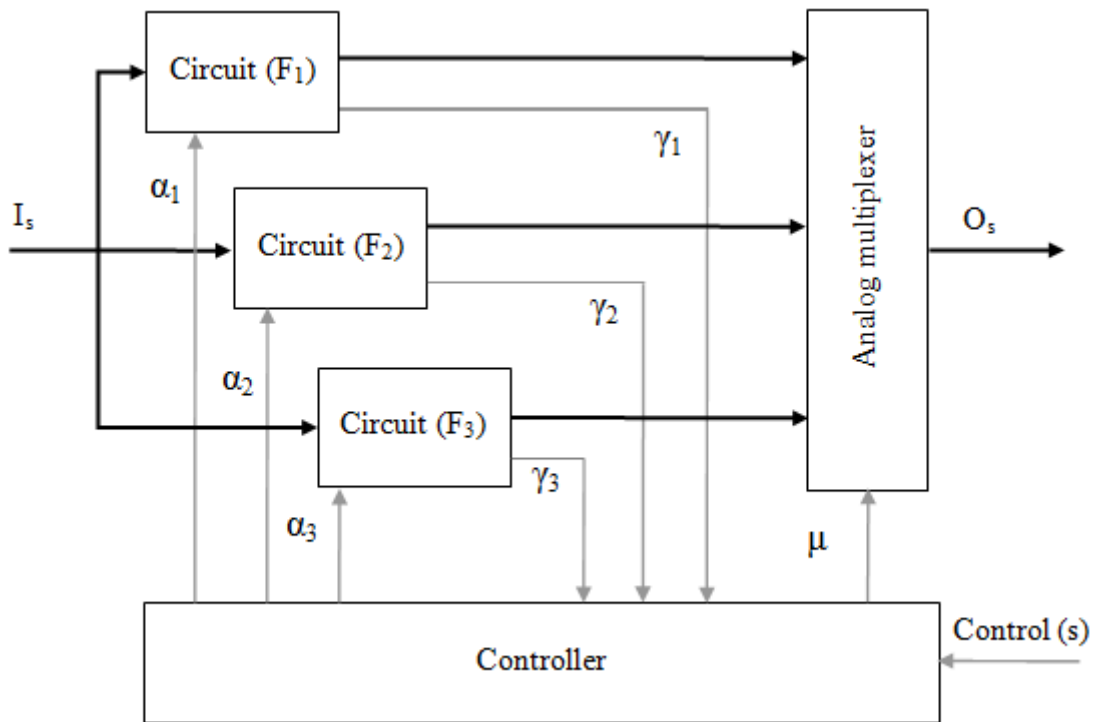 Circuit (F₁)
γ₁
α₁
Iₛ
Circuit (F₂)
Oₛ
Analog multiplexer
γ₂
α₂
Circuit (F₃)
γ₃
α₃
μ
Control (s)
Controller